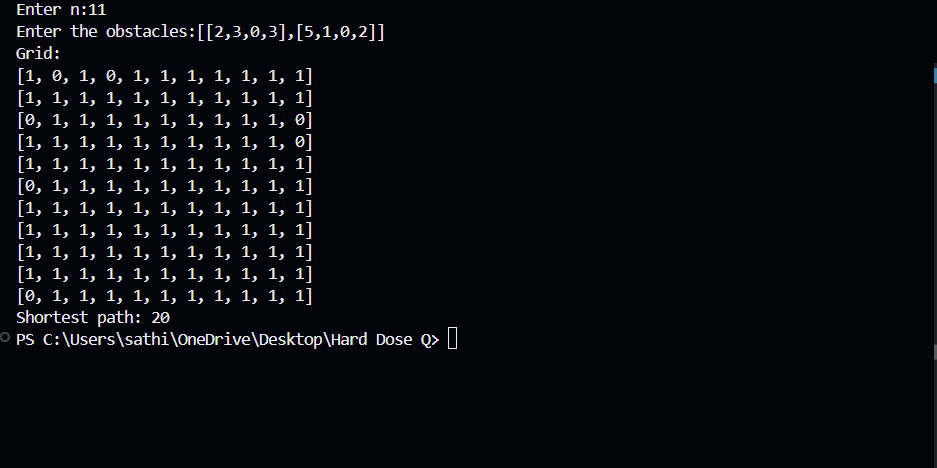 Enter n:11
Enter the obstacles:[[2,3,0,3],[5,1,0,2]]
Grid:
[1, 0, 1, 0, 1, 1, 1, 1, 1, 1, 1]
[1, 1, 1, 1, 1, 1, 1, 1, 1, 1, 1]
[0, 1, 1, 1, 1, 1, 1, 1, 1, 1, 0]
[1, 1, 1, 1, 1, 1, 1, 1, 1, 1, 0]
[1, 1, 1, 1, 1, 1, 1, 1, 1, 1, 1]
[0, 1, 1, 1, 1, 1, 1, 1, 1, 1, 1]
[1, 1, 1, 1, 1, 1, 1, 1, 1, 1, 1]
[1, 1, 1, 1, 1, 1, 1, 1, 1, 1, 1]
[1, 1, 1, 1, 1, 1, 1, 1, 1, 1, 1]
[1, 1, 1, 1, 1, 1, 1, 1, 1, 1, 1]
[0, 1, 1, 1, 1, 1, 1, 1, 1, 1, 1]
Shortest path: 20
PS C:\Users\sathi\OneDrive\Desktop\Hard Dose Q>